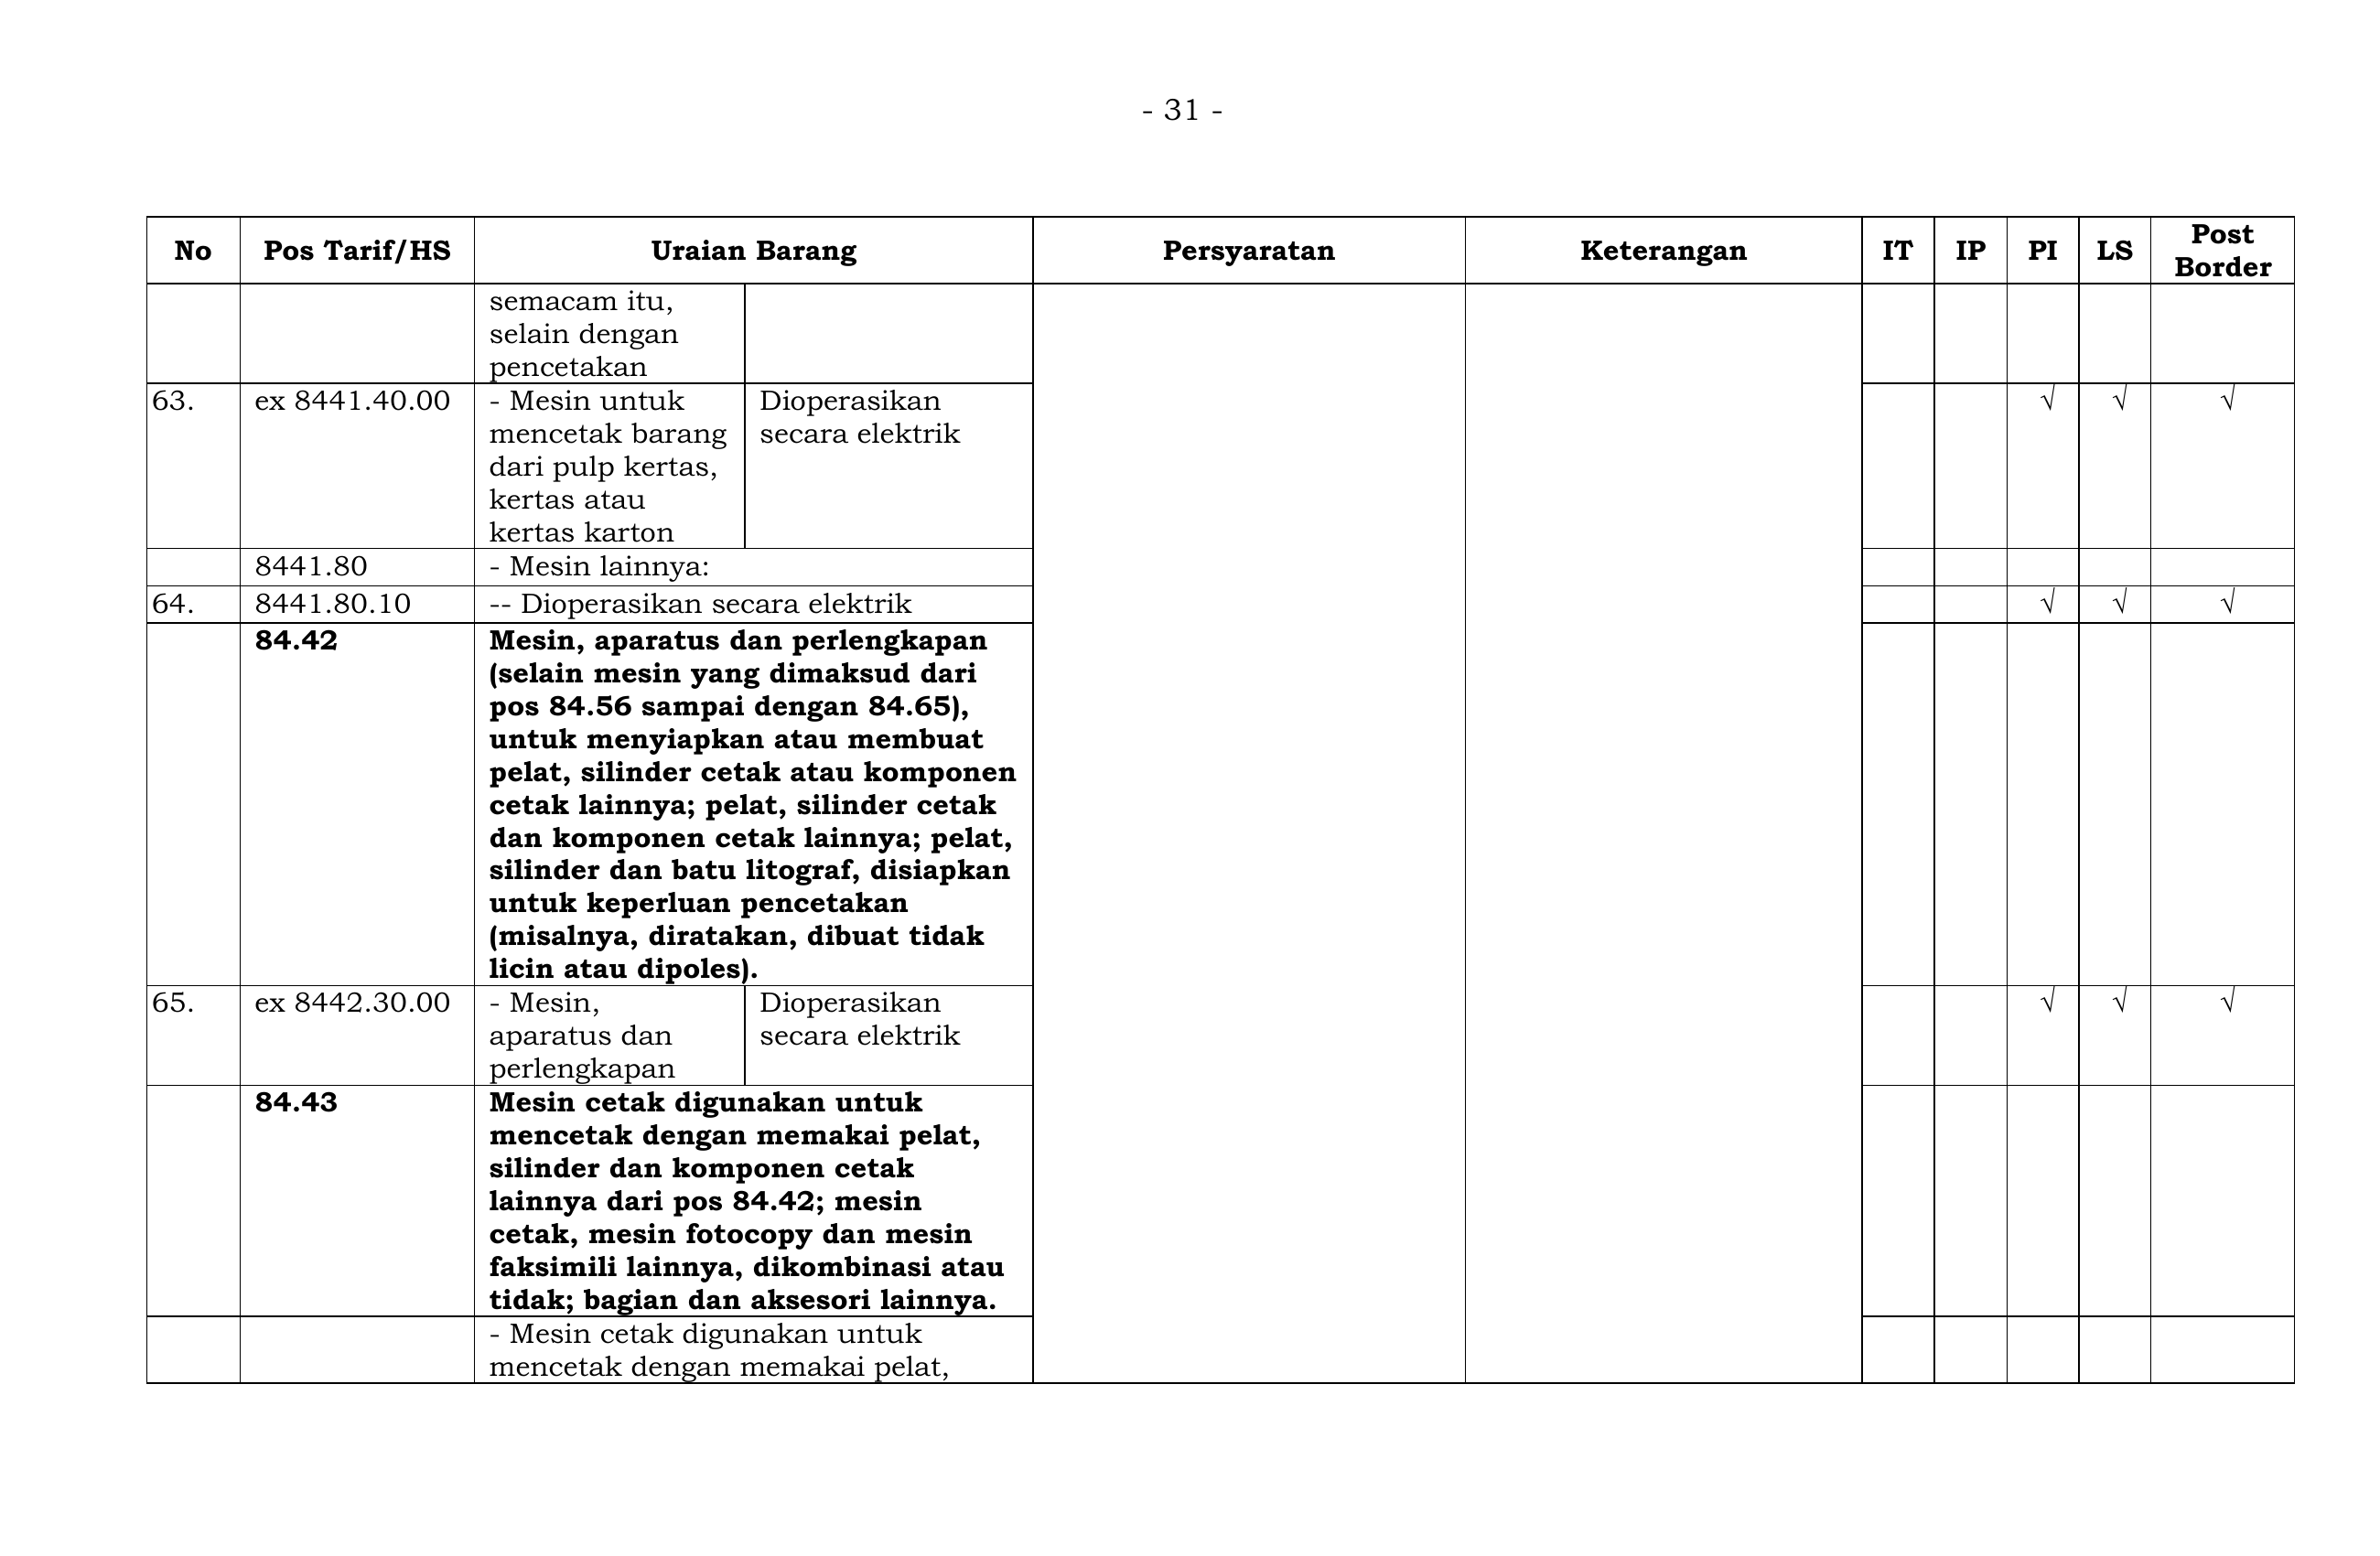 - 31 -
No Pos Tarif/HS Uraian Barang Persyaratan Keterangan IT IP PI LS Post Border
semacam itu,
selain dengan
pencetakan
63. ex 8441.40.00 - Mesin untuk Dioperasikan √ √ √
mencetak barang secara elektrik
dari pulp kertas,
kertas atau
kertas karton
8441.80 - Mesin lainnya:
64. 8441.80.10 -- Dioperasikan secara elektrik √ √ √
84.42 Mesin, aparatus dan perlengkapan
(selain mesin yang dimaksud dari
pos 84.56 sampai dengan 84.65),
untuk menyiapkan atau membuat
pelat, silinder cetak atau komponen
cetak lainnya; pelat, silinder cetak
dan komponen cetak lainnya; pelat,
silinder dan batu litograf, disiapkan
untuk keperluan pencetakan
(misalnya, diratakan, dibuat tidak
licin atau dipoles).
65. ex 8442.30.00 - Mesin, Dioperasikan √ √ √
aparatus dan secara elektrik
perlengkapan
84.43 Mesin cetak digunakan untuk
mencetak dengan memakai pelat,
silinder dan komponen cetak
lainnya dari pos 84.42; mesin
cetak, mesin fotocopy dan mesin
faksimili lainnya, dikombinasi atau
tidak; bagian dan aksesori lainnya.
- Mesin cetak digunakan untuk
mencetak dengan memakai pelat,